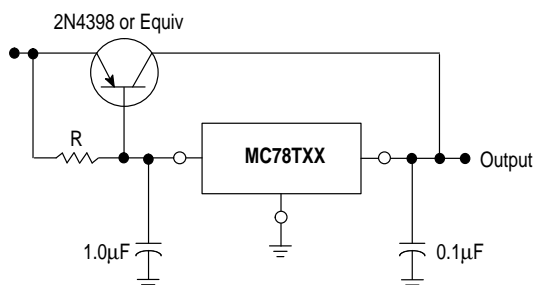 2N4398 or Equiv
R
MC78TXX
Output
1.0μF
0.1μF